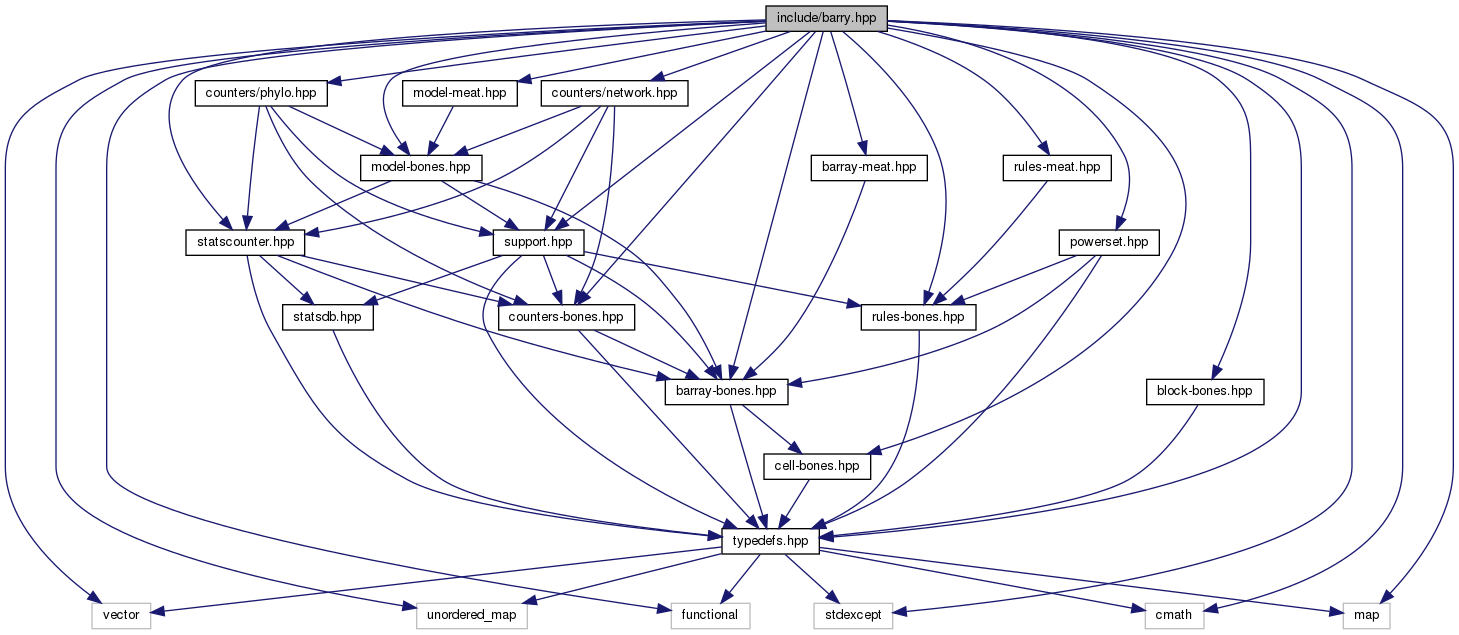 include/barry.hpp
counters/phylo.hpp
model-meat.hpp
counters/network.hpp
model-bones.hpp
barray-meat.hpp
rules-meat.hpp
statscounter.hpp
support.hpp
powerset.hpp
statsdb.hpp
counters-bones.hpp
rules-bones.hpp
barray-bones.hpp
block-bones.hpp
cell-bones.hpp
typedefs.hpp
vector
unordered_map
functional
stdexcept
cmath
map